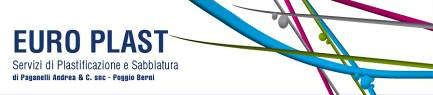 EURO PLAST
Servizi di Plastificazione e Sabbiatura
di Paganelli Andrea & C. snc - Poggio Berni